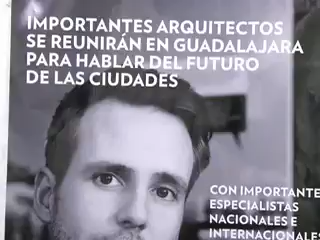 IMPORTANTES ARQUITECTOS
SE REUNIRÁN EN GUADALAJARA
PARA HABLAR DEL FUTURO
DE LAS CIUDADES
CON IMPORTANTE
ESPECIALISTAS
NACIONALES E
INTERNACIONALES